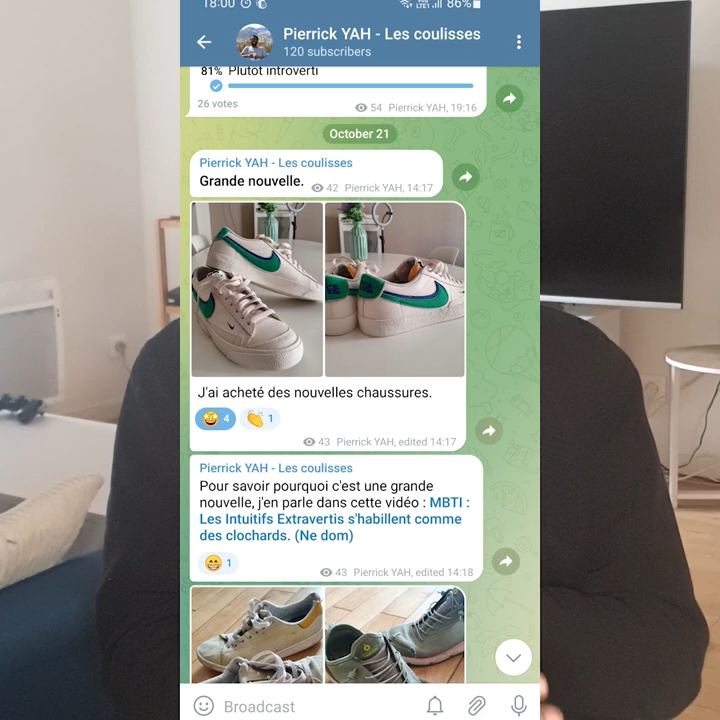 18:00
86%
Pierrick YAH - Les coulisses
120 subscribers
81% Plutôt introverti
26 votes
54 Pierrick YAH, 19:16
October 21
Pierrick YAH - Les coulisses
Grande nouvelle.
42 Pierrick YAH, 14:17
J'ai acheté des nouvelles chaussures.
4
1
43 Pierrick YAH, edited 14:17
Pierrick YAH - Les coulisses
Pour savoir pourquoi c'est une grande
nouvelle, j'en parle dans cette vidéo : MBTI :
Les Intuitifs Extravertis s'habillent comme
des clochards. (Ne dom)
1
43 Pierrick YAH, edited 14:18
Broadcast